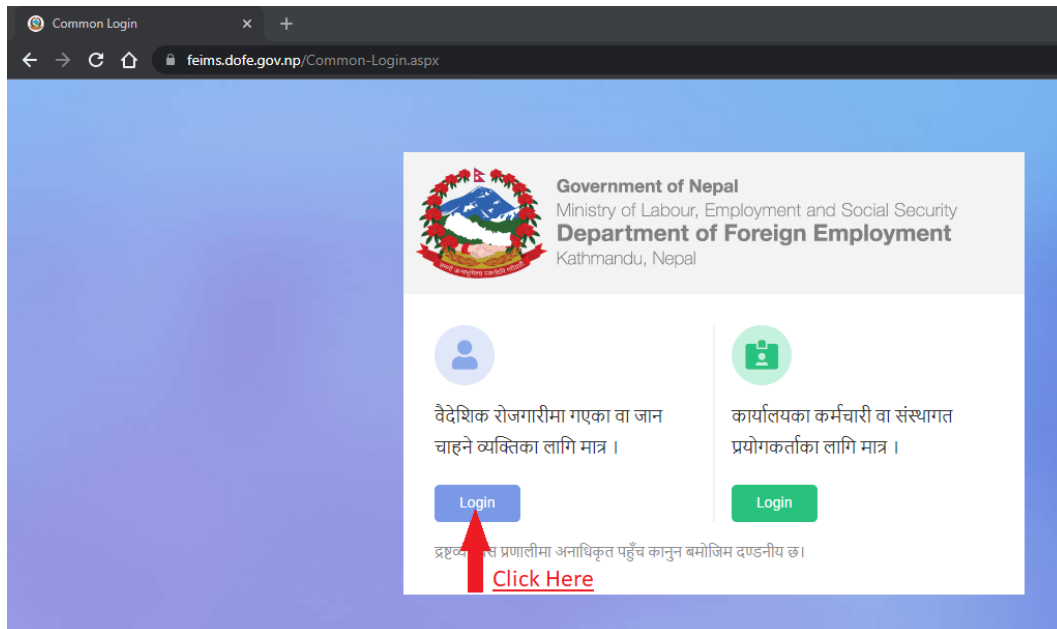 Common Login
feims.dofe.gov.np/Common-Login.aspx
Government of Nepal
Ministry of Labour, Employment and Social Security
Department of Foreign Employment
Kathmandu, Nepal
वैदेशिक रोजगारीमा गएका वा जान
चाहने व्यक्तिका लागि मात्र ।
Login
कार्यालयका कर्मचारी वा संस्थागत
प्रयोगकर्ताका लागि मात्र ।
Login
प्रणालीमा अनाधिकृत पहुँच कानुन बमोजिम दण्डनीय छ।
Click Here